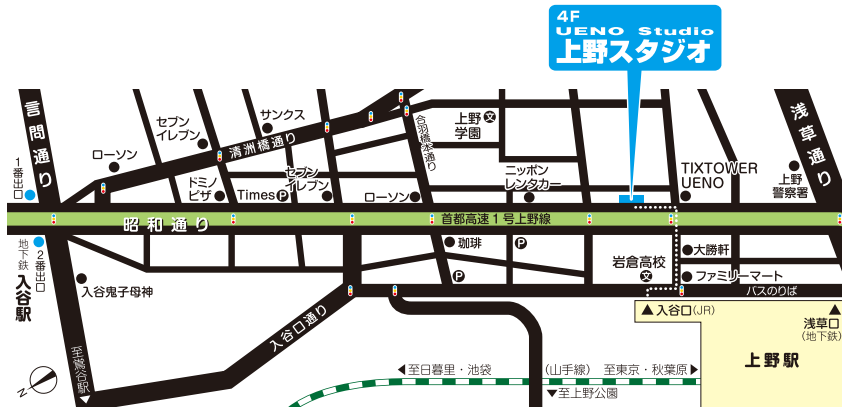 4F
UENO Studio
上野スタジオ
言問通り
セブン
イレブン
サンクス
清洲橋通り
合羽橋本通り
上野
学園
文
浅草通り
1番出口
ローソン
ドミノ
ピザ
Times P
セブン
イレブン
ローソン
ニッポン
レンタカー
TIXTOWER
UENO
上野
警察署
昭和通り
首都高速1号上野線
地下鉄
入谷駅
2番出口
入谷鬼子母神
珈琲
P
P
岩倉高校
文
大勝軒
ファミリーマート
バスのりば
入谷口通り
▲入谷口(JR)
▲
浅草口
(地下鉄)
上野駅
至鶯谷駅
▼
N
◀至日暮里・池袋
(山手線)
至東京・秋葉原▶
▼至上野公園